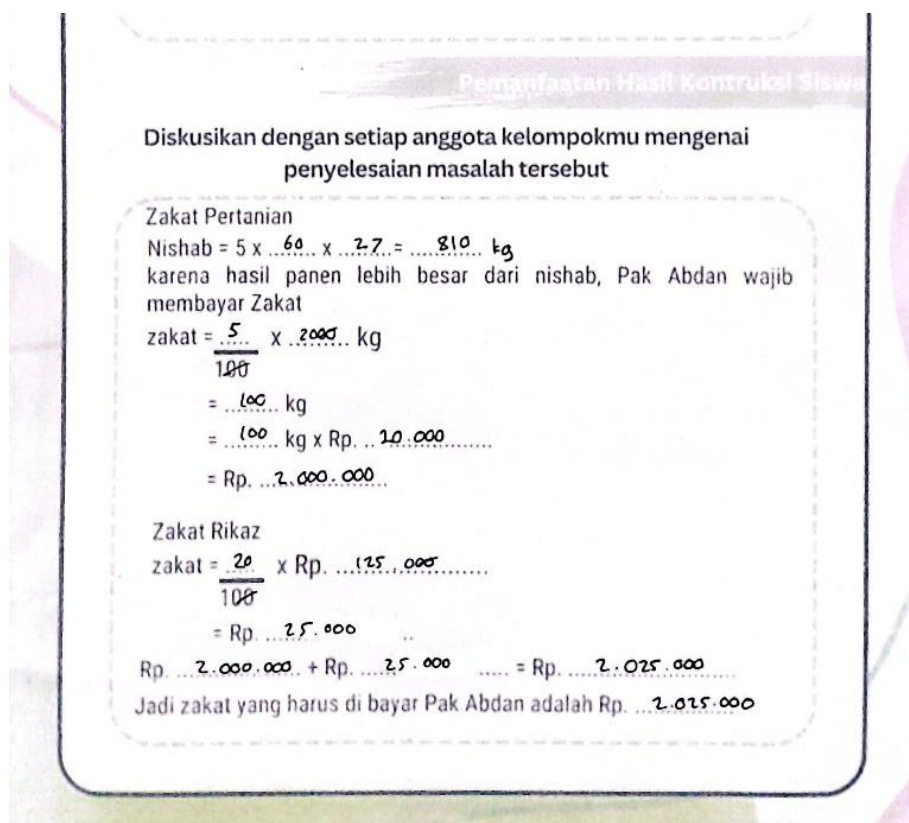 Pemanfaatan Hasil Kontruksi Siswa
Diskusikan dengan setiap anggota kelompokmu mengenai
penyelesaian masalah tersebut
Zakat Pertanian
Nishab = 5 x ..60.. x ...2.7..= ....810..... kg
karena hasil panen lebih besar dari nishab, Pak Abdan wajib
membayar Zakat
zakat = 5 x ..2000.. kg
100
= ..100.. kg
= ..100.. kg x Rp. ..20.000.......
= Rp. ...2.000.000...
Zakat Rikaz
zakat = 20 x Rp. ...125.000.......
100
= Rp. ...25.000 ..
Rp. ...2.000.000... + Rp. ....25.000 ..... = Rp. ....2.025.000.....
Jadi zakat yang harus di bayar Pak Abdan adalah Rp. ...2.025.000